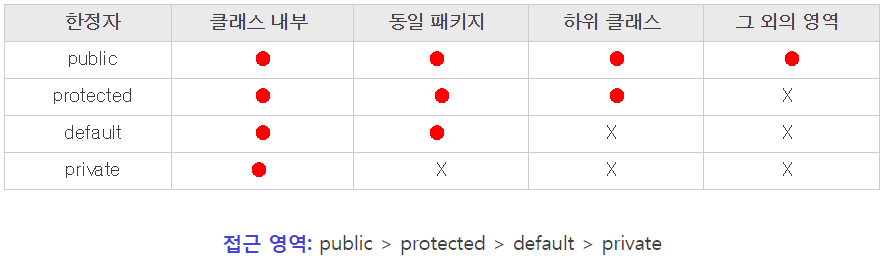 한정자 클래스 내부 동일 패키지 하위 클래스 그 외의 영역
public ● ● ● ●
protected ● ● ● X
default ● ● X X
private ● X X X
접근 영역: public > protected > default > private